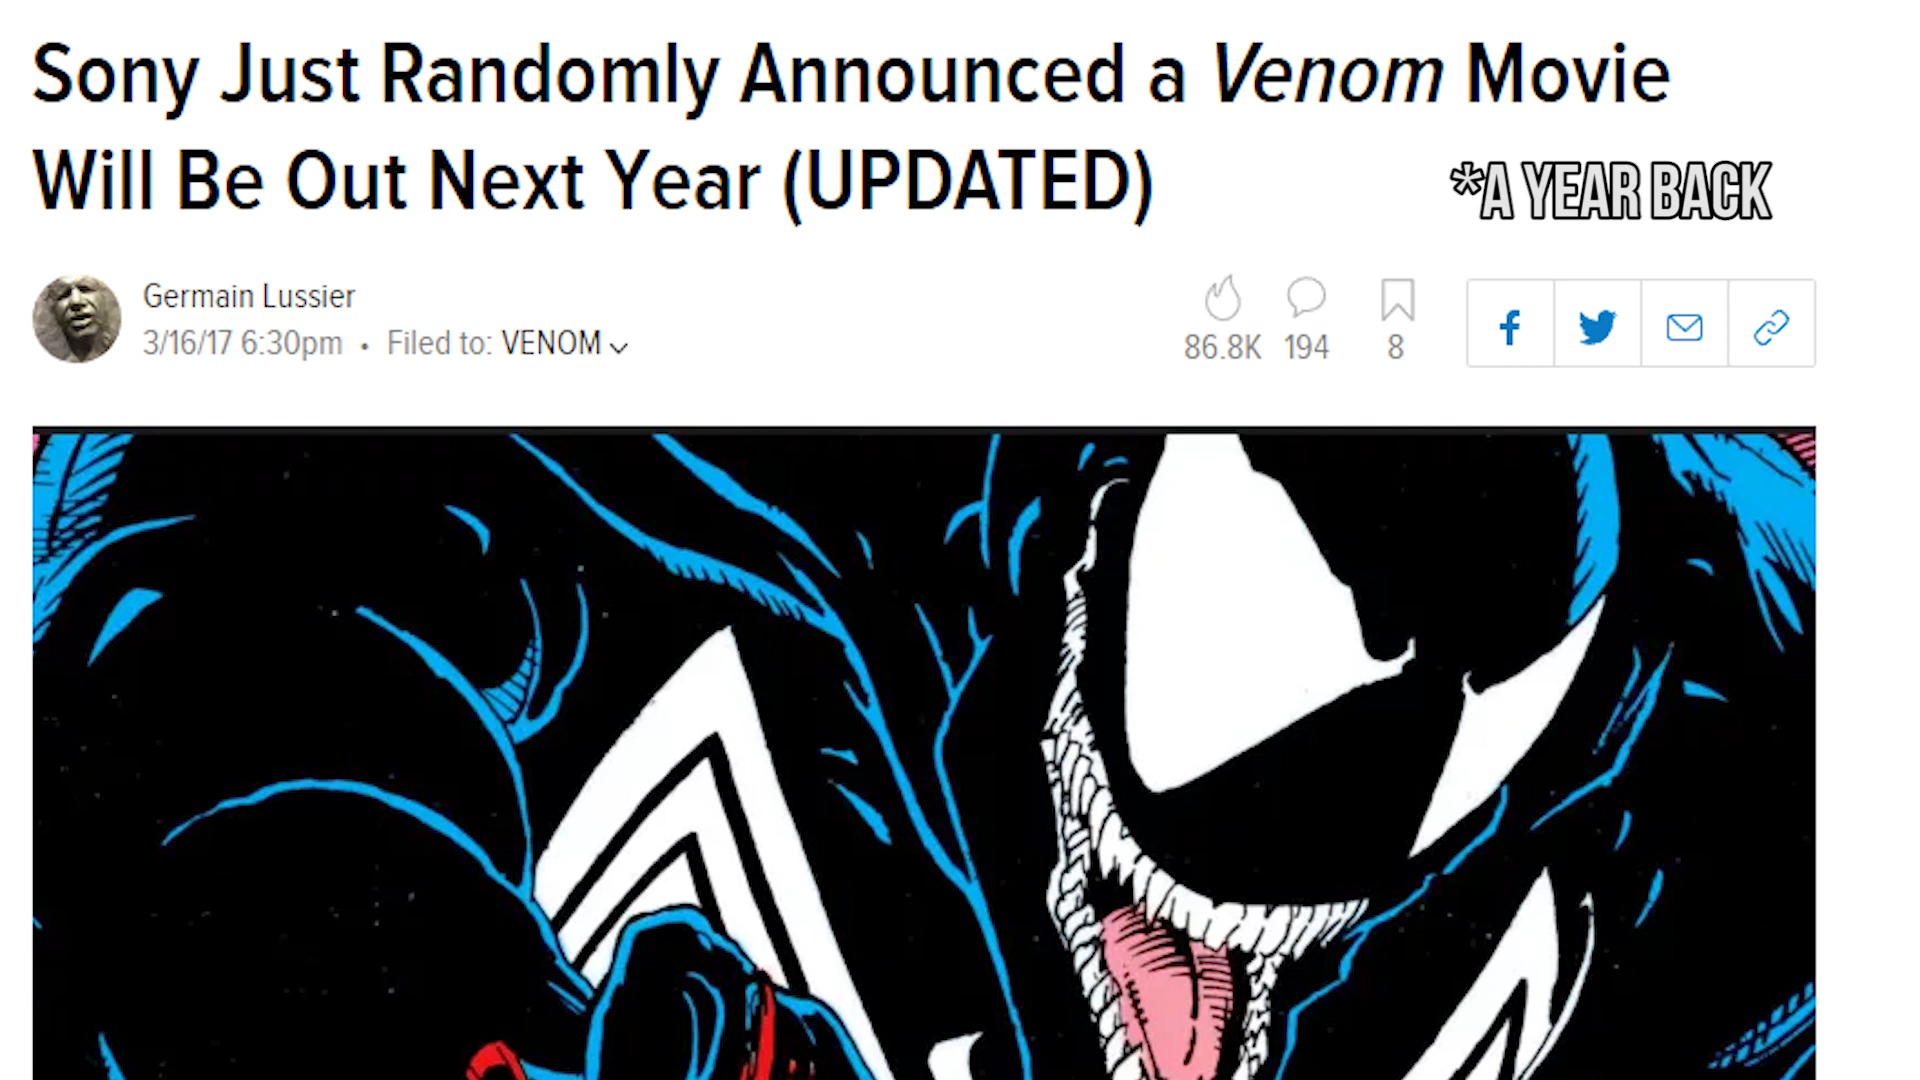 Sony Just Randomly Announced a Venom Movie
Will Be Out Next Year (UPDATED)
*A YEAR BACK
Germain Lussier
3/16/17 6:30pm • Filed to: VENOM
86.8K 194 8